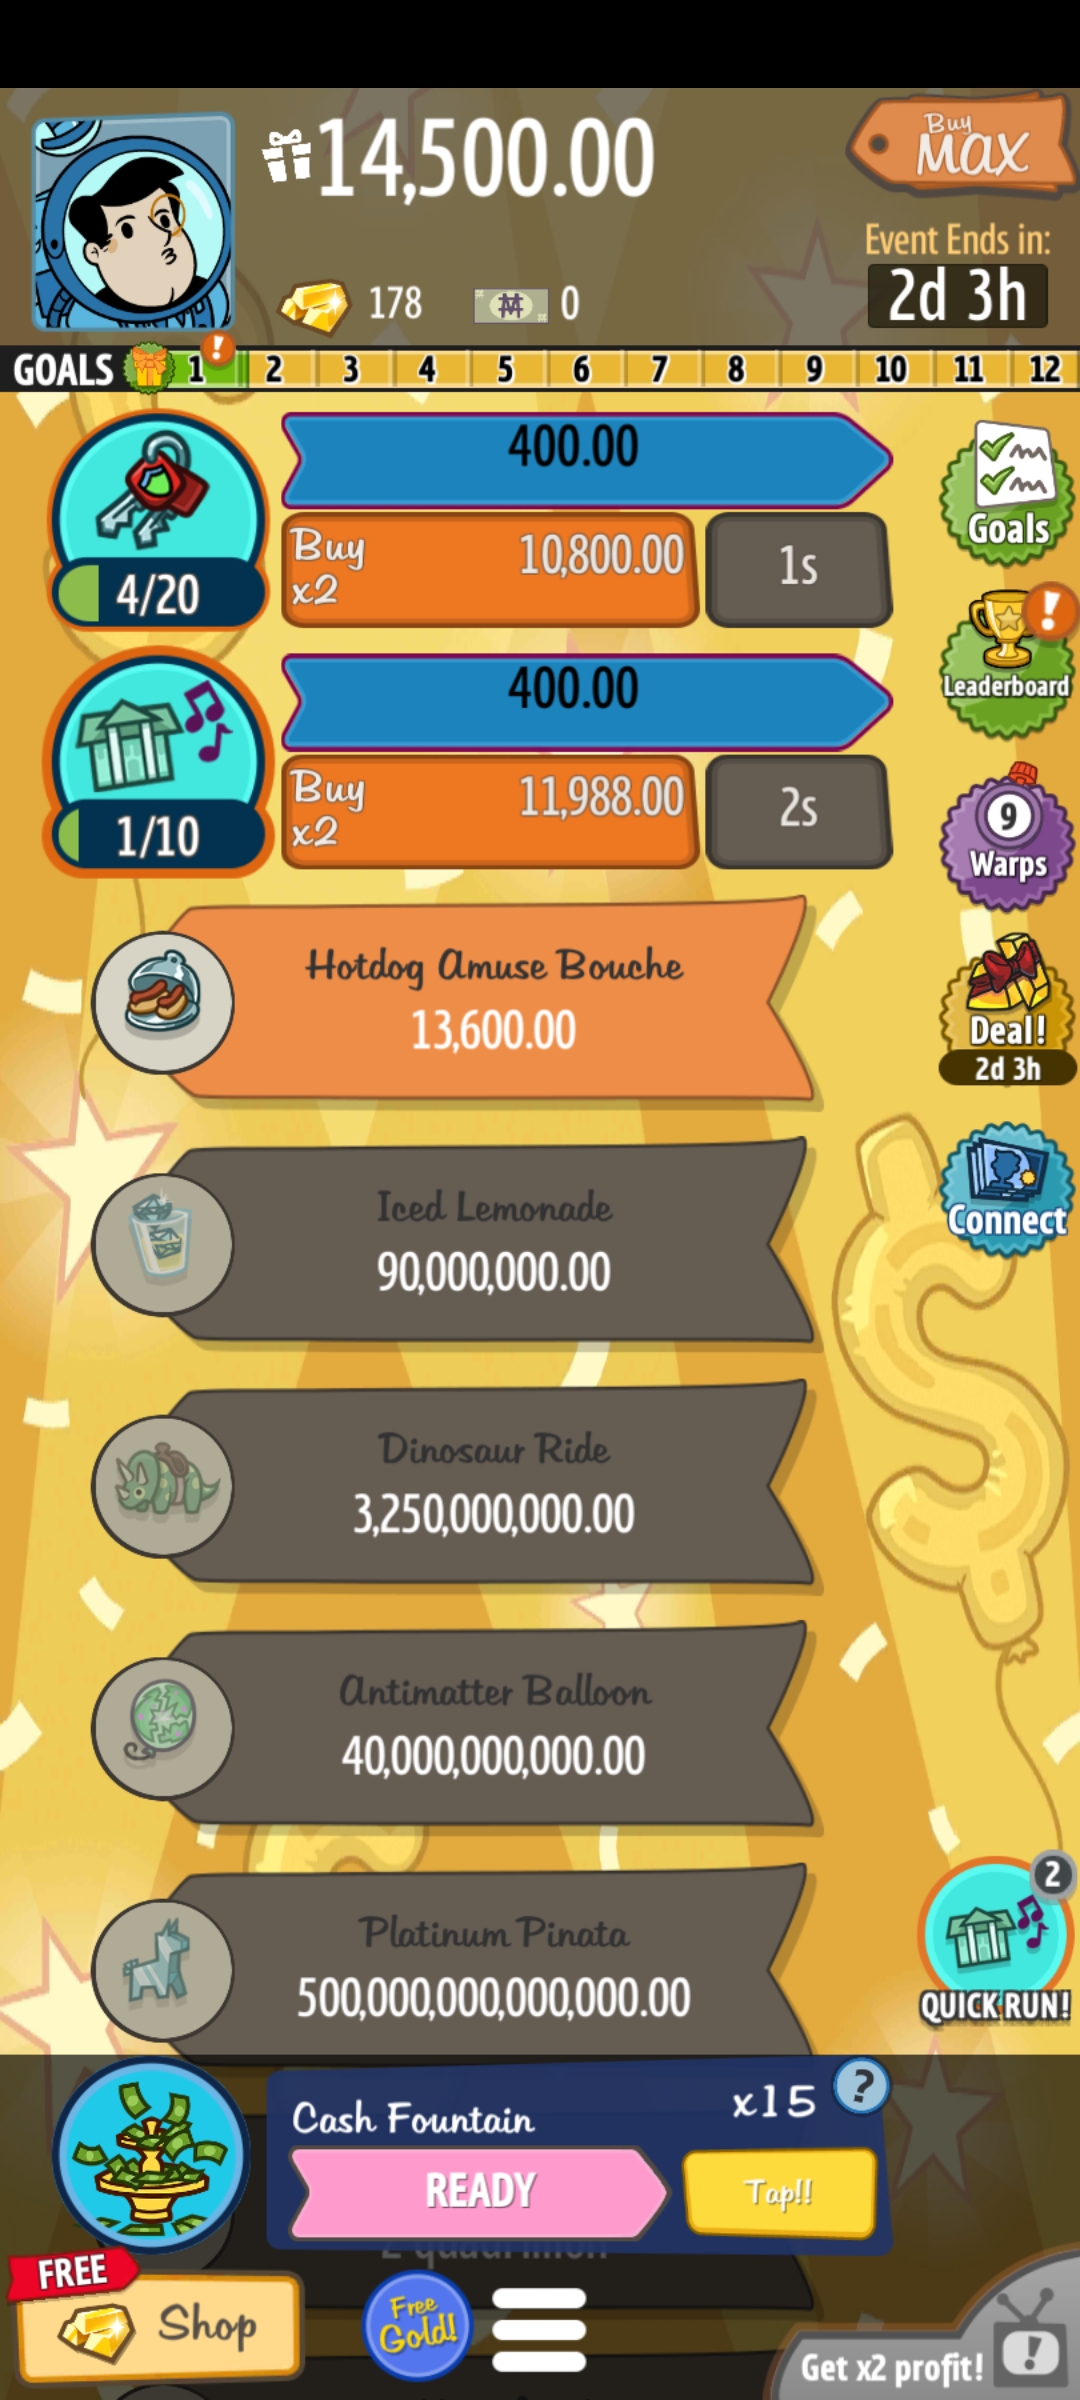 14,500.00
Buy
MAX
178
0
Event Ends in:
2d 3h
GOALS 1 ! 2 3 4 5 6 7 8 9 10 11 12
400.00
Buy
x2
10,800.00
1s
4/20
Goals
400.00
Buy
x2
11,988.00
2s
1/10
!
Leaderboard
9
Warps
Hotdog Amuse Bouche
13,600.00
Deal!
2d 3h
Iced Lemonade
90,000,000.00
Connect
Dinosaur Ride
3,250,000,000.00
Antimatter Balloon
40,000,000,000.00
Platinum Pinata
500,000,000,000,000.00
2
QUICK RUN!
Cash Fountain
x15
?
READY
Tap!!
FREE
Shop
Free
Gold!
Get x2 profit!
!